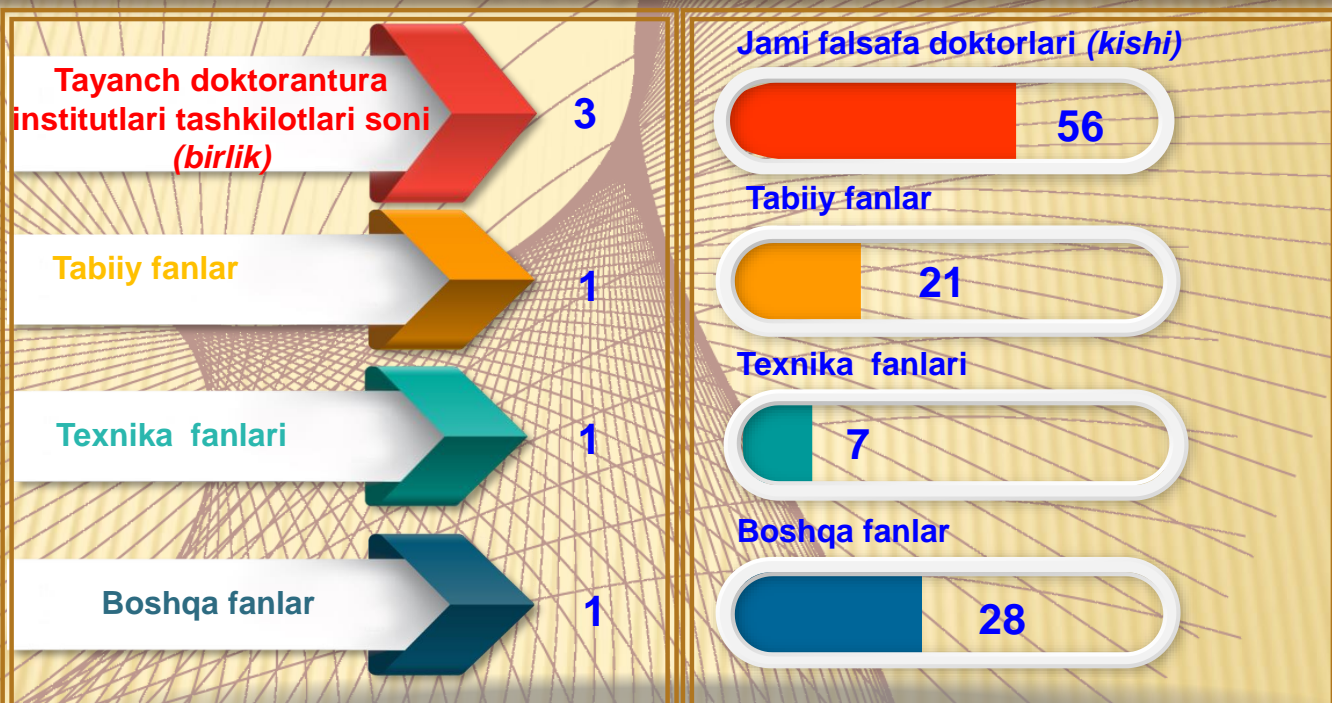 Tayanch doktorantura
institutlari tashkilotlari soni
(birlik)
3
Tabiiy fanlar
1
Texnika fanlari
1
Boshqa fanlar
1
Jami falsafa doktorlari (kishi)
56
Tabiiy fanlar
21
Texnika fanlari
7
Boshqa fanlar
28